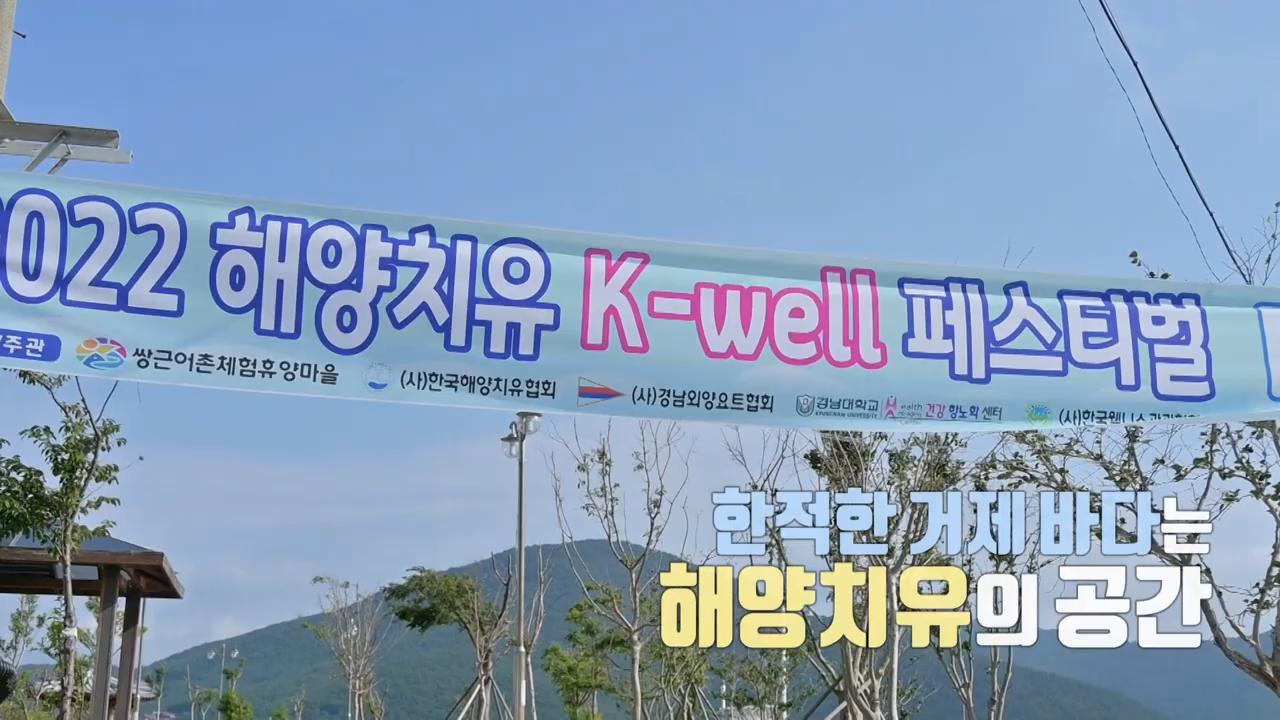 2022 해양치유 K-well 페스티벌
주관 쌍근어촌체험휴양마을 (사)한국해양치유협회 (사)경남외양요트협회 경남대학교 건강 항노화 센터
한적한 거제 바다는
해양치유의 공간